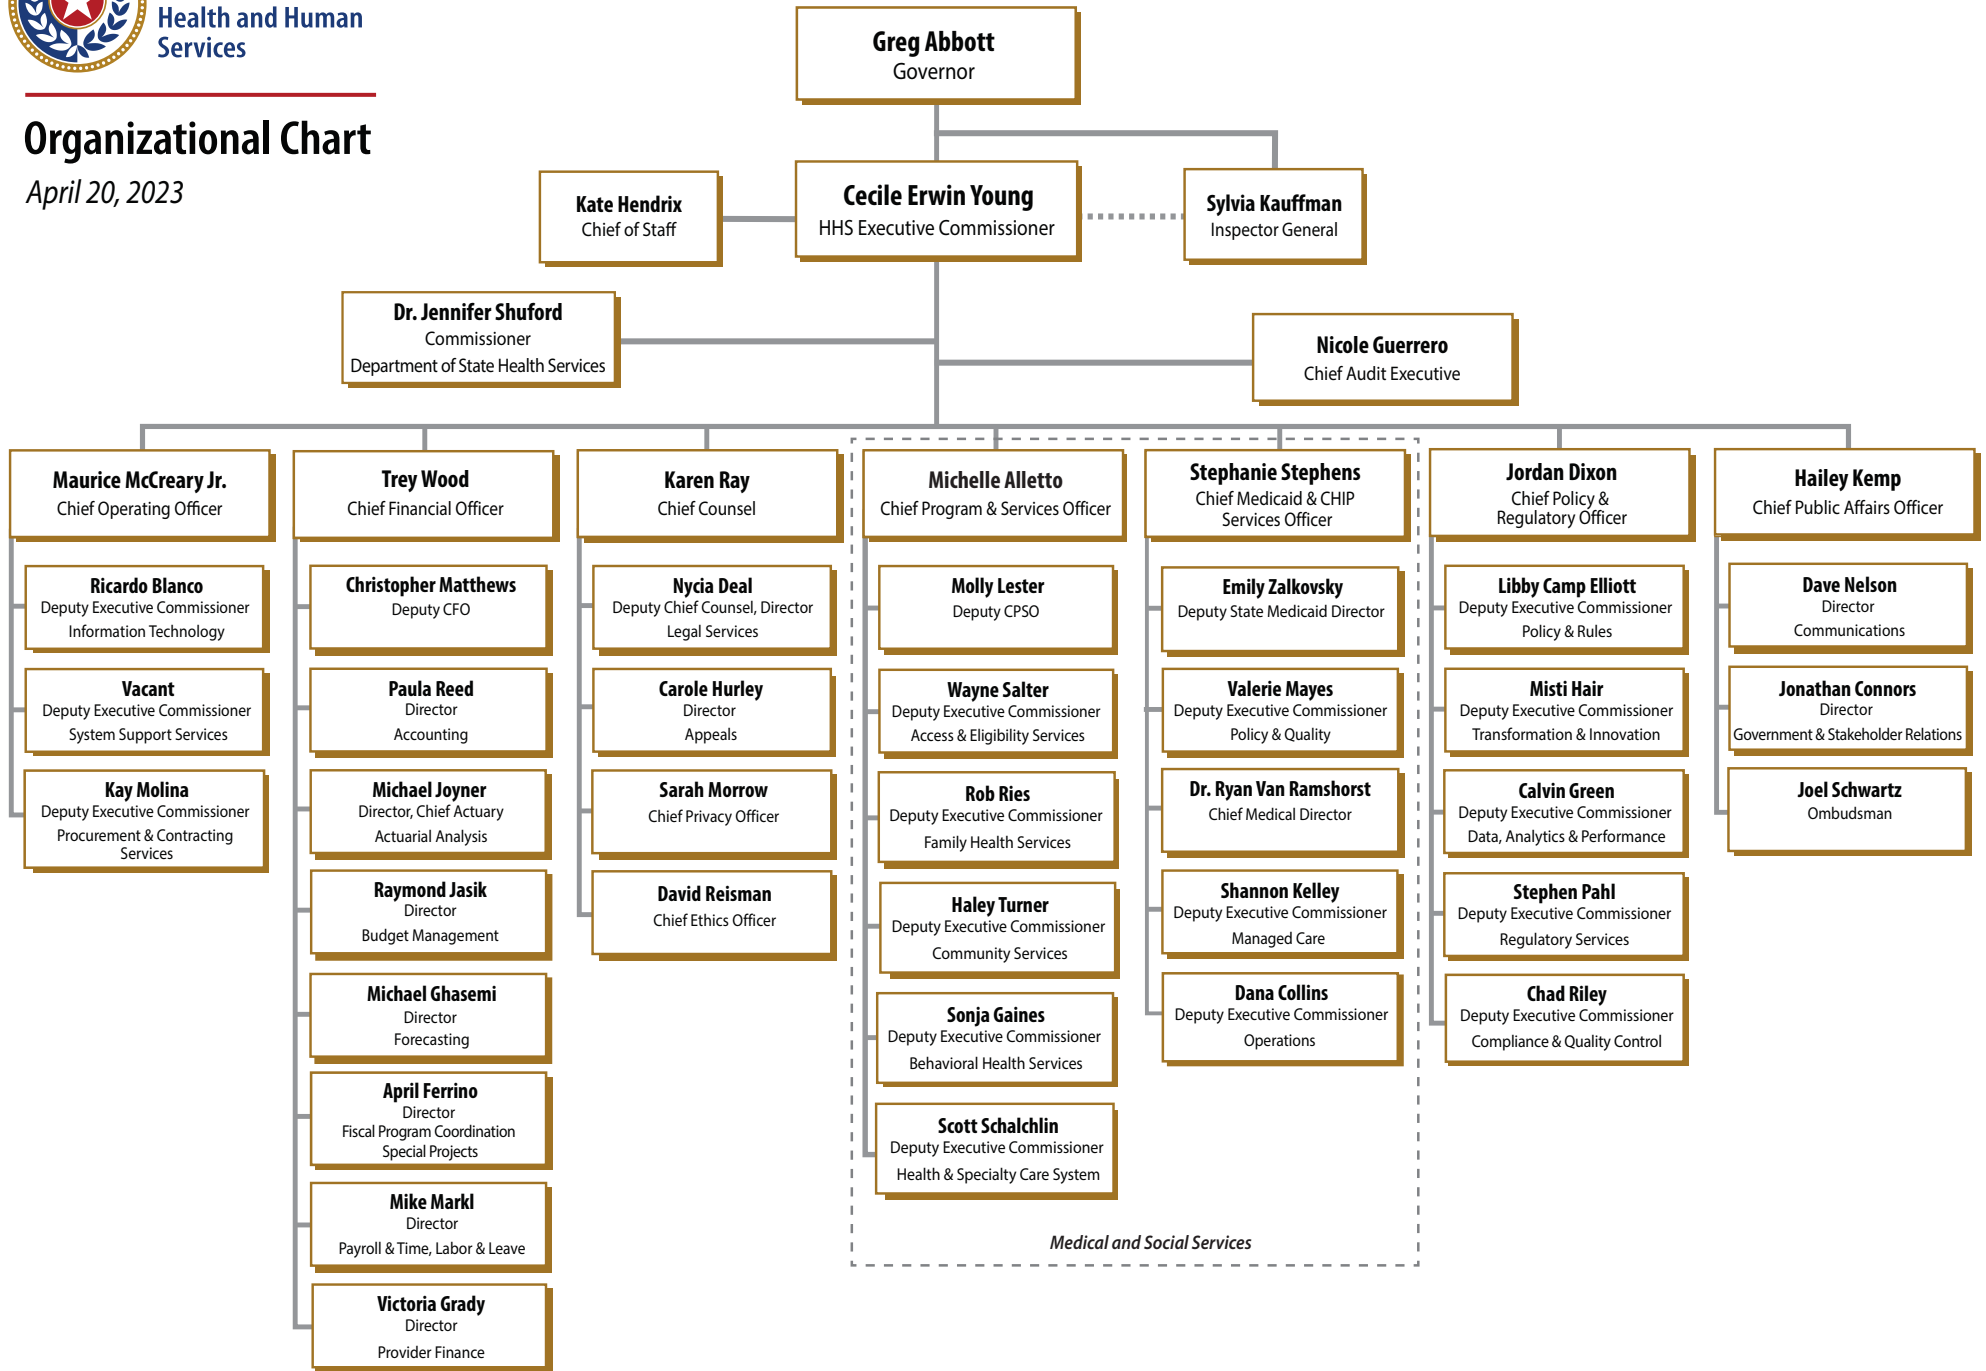 Health and Human
Services
Organizational Chart
April 20, 2023
Greg Abbott
Governor
Kate Hendrix
Chief of Staff
Cecile Erwin Young
HHS Executive Commissioner
Sylvia Kauffman
Inspector General
Dr. Jennifer Shuford
Commissioner
Department of State Health Services
Nicole Guerrero
Chief Audit Executive
Maurice McCreary Jr.
Chief Operating Officer
Ricardo Blanco
Deputy Executive Commissioner
Information Technology
Vacant
Deputy Executive Commissioner
System Support Services
Kay Molina
Deputy Executive Commissioner
Procurement & Contracting
Services
Trey Wood
Chief Financial Officer
Christopher Matthews
Deputy CFO
Paula Reed
Director
Accounting
Michael Joyner
Director, Chief Actuary
Actuarial Analysis
Raymond Jasik
Director
Budget Management
Michael Ghasemi
Director
Forecasting
April Ferrino
Director
Fiscal Program Coordination
Special Projects
Mike Markl
Director
Payroll & Time, Labor & Leave
Victoria Grady
Director
Provider Finance
Karen Ray
Chief Counsel
Nycia Deal
Deputy Chief Counsel, Director
Legal Services
Carole Hurley
Director
Appeals
Sarah Morrow
Chief Privacy Officer
David Reisman
Chief Ethics Officer
Michelle Alletto
Chief Program & Services Officer
Molly Lester
Deputy CPSO
Wayne Salter
Deputy Executive Commissioner
Access & Eligibility Services
Rob Ries
Deputy Executive Commissioner
Family Health Services
Haley Turner
Deputy Executive Commissioner
Community Services
Sonja Gaines
Deputy Executive Commissioner
Behavioral Health Services
Scott Schalchlin
Deputy Executive Commissioner
Health & Specialty Care System
Stephanie Stephens
Chief Medicaid & CHIP
Services Officer
Emily Zalkovsky
Deputy State Medicaid Director
Valerie Mayes
Deputy Executive Commissioner
Policy & Quality
Dr. Ryan Van Ramshorst
Chief Medical Director
Shannon Kelley
Deputy Executive Commissioner
Managed Care
Dana Collins
Deputy Executive Commissioner
Operations
Medical and Social Services
Jordan Dixon
Chief Policy &
Regulatory Officer
Libby Camp Elliott
Deputy Executive Commissioner
Policy & Rules
Misti Hair
Deputy Executive Commissioner
Transformation & Innovation
Calvin Green
Deputy Executive Commissioner
Data, Analytics & Performance
Stephen Pahl
Deputy Executive Commissioner
Regulatory Services
Chad Riley
Deputy Executive Commissioner
Compliance & Quality Control
Hailey Kemp
Chief Public Affairs Officer
Dave Nelson
Director
Communications
Jonathan Connors
Director
Government & Stakeholder Relations
Joel Schwartz
Ombudsman